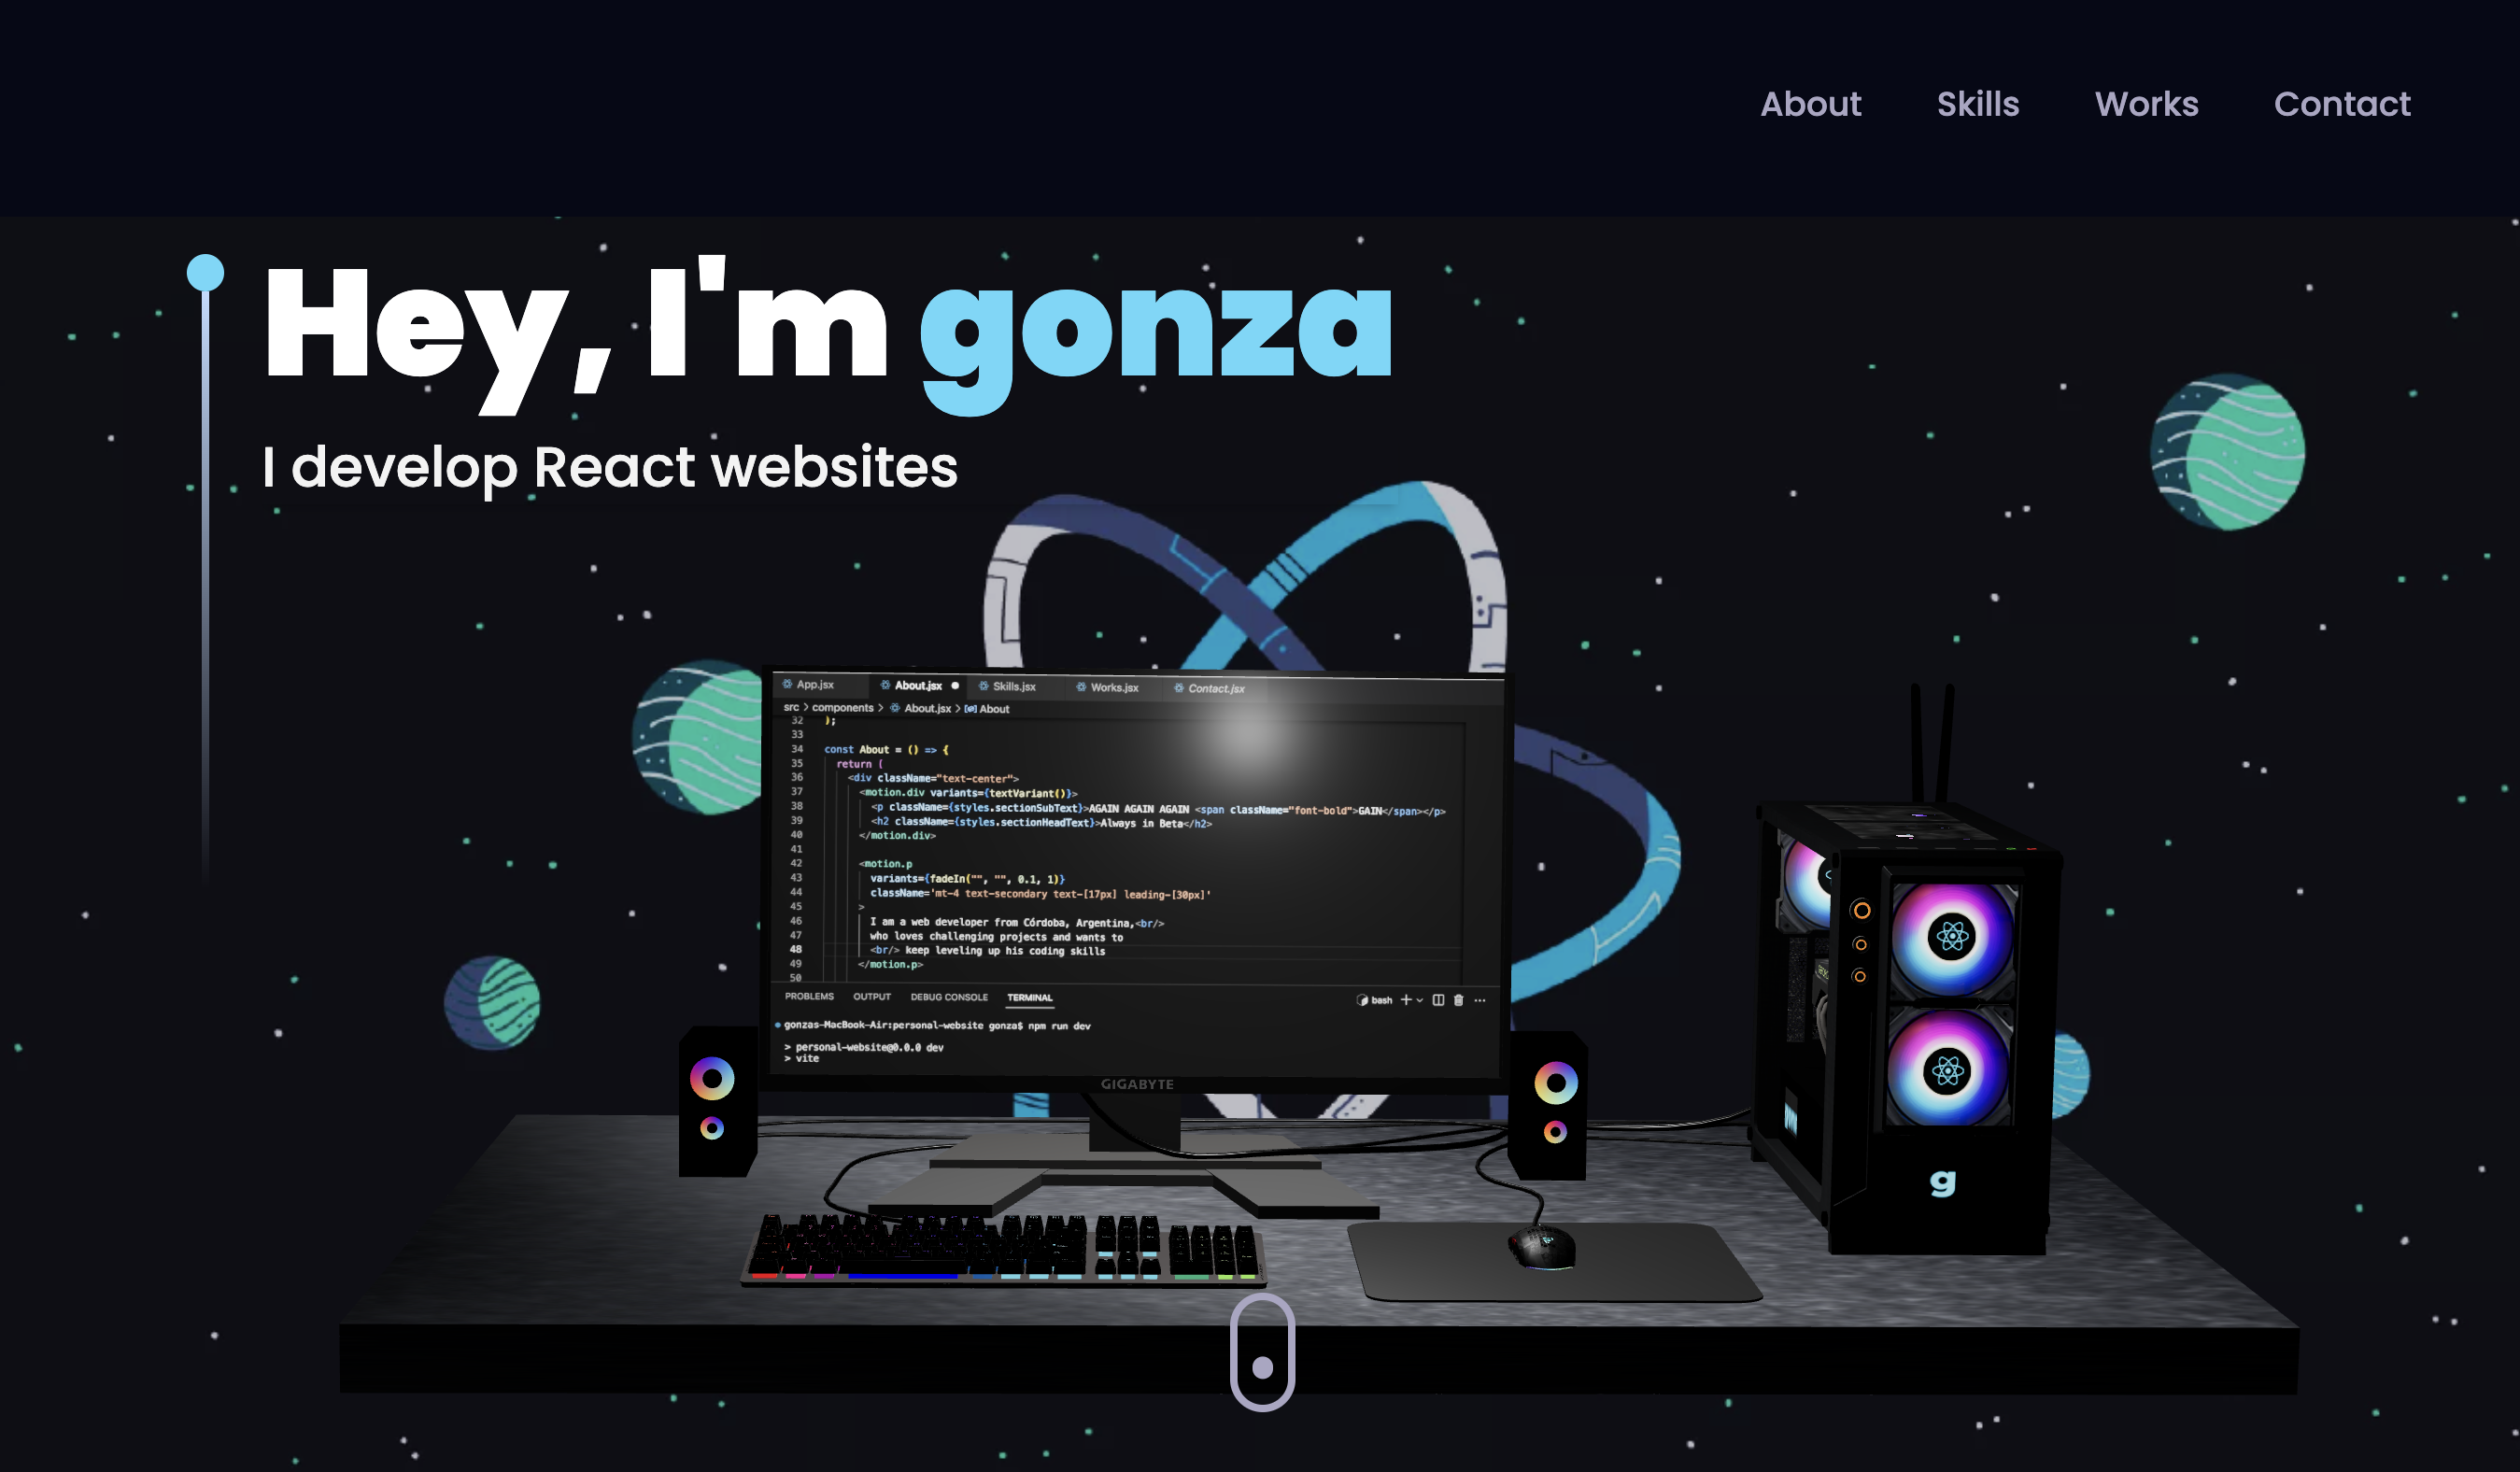 About Skills Works Contact
Hey, I'm gonza
I develop React websites
App.jsx About.jsx Skills.jsx Works.jsx Contact.jsx
src > components > About.jsx > About
32 );
33
34 const About = () => {
35 return (
36 <div className="text-center">
37 <motion.div variants={textVariant()}>
38 <p className={styles.sectionSubText}>AGAIN AGAIN AGAIN <span className="font-bold">GAIN</span></p>
39 <h2 className={styles.sectionHeadText}>Always in Beta</h2>
40 </motion.div>
41
42 <motion.p
43 variants={fadeIn("", "", 0.1, 1)}
44 className='mt-4 text-secondary text-[17px] leading-[30px]'
45 >
46 I am a web developer from Córdoba, Argentina,<br/>
47 who loves challenging projects and wants to
48 <br/> keep leveling up his coding skills
49 </motion.p>
50
PROBLEMS OUTPUT DEBUG CONSOLE TERMINAL bash
gonzas-MacBook-Air:personal-website gonza$ npm run dev
> personal-website@0.0.0 dev
> vite
GIGABYTE
g